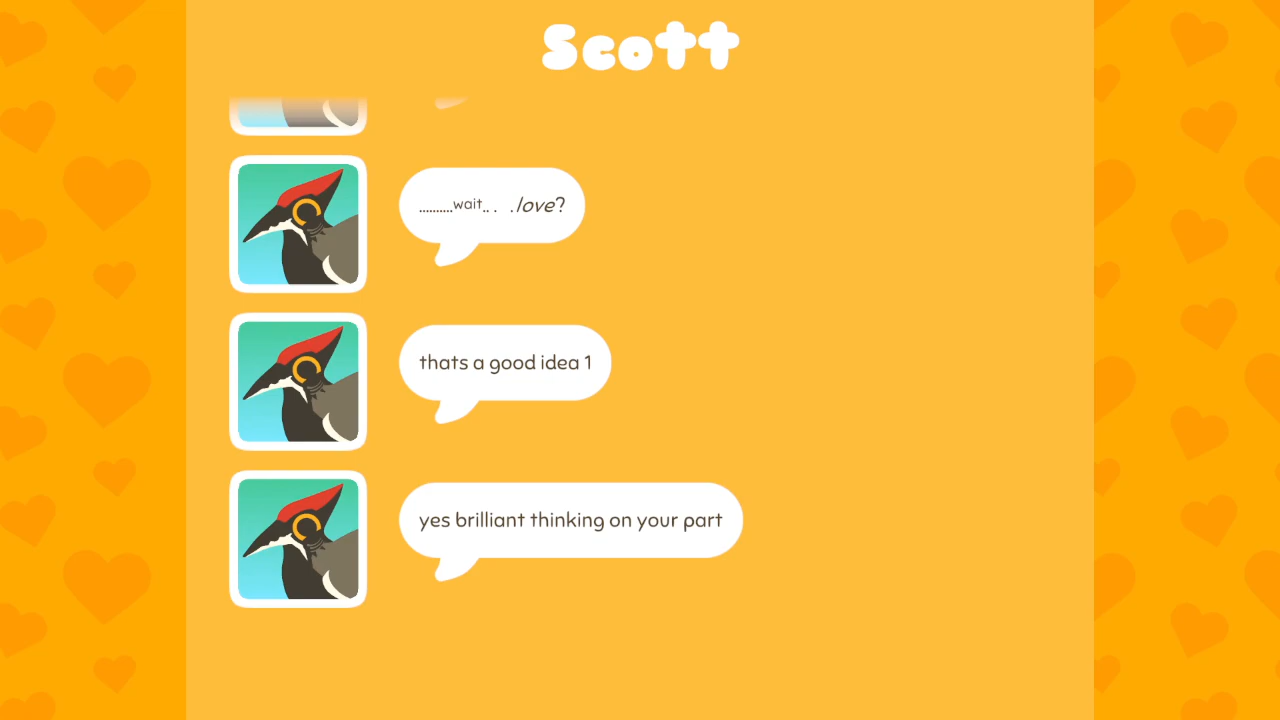 Scott
..........wait.. .  .love?
thats a good idea 1
yes brilliant thinking on your part